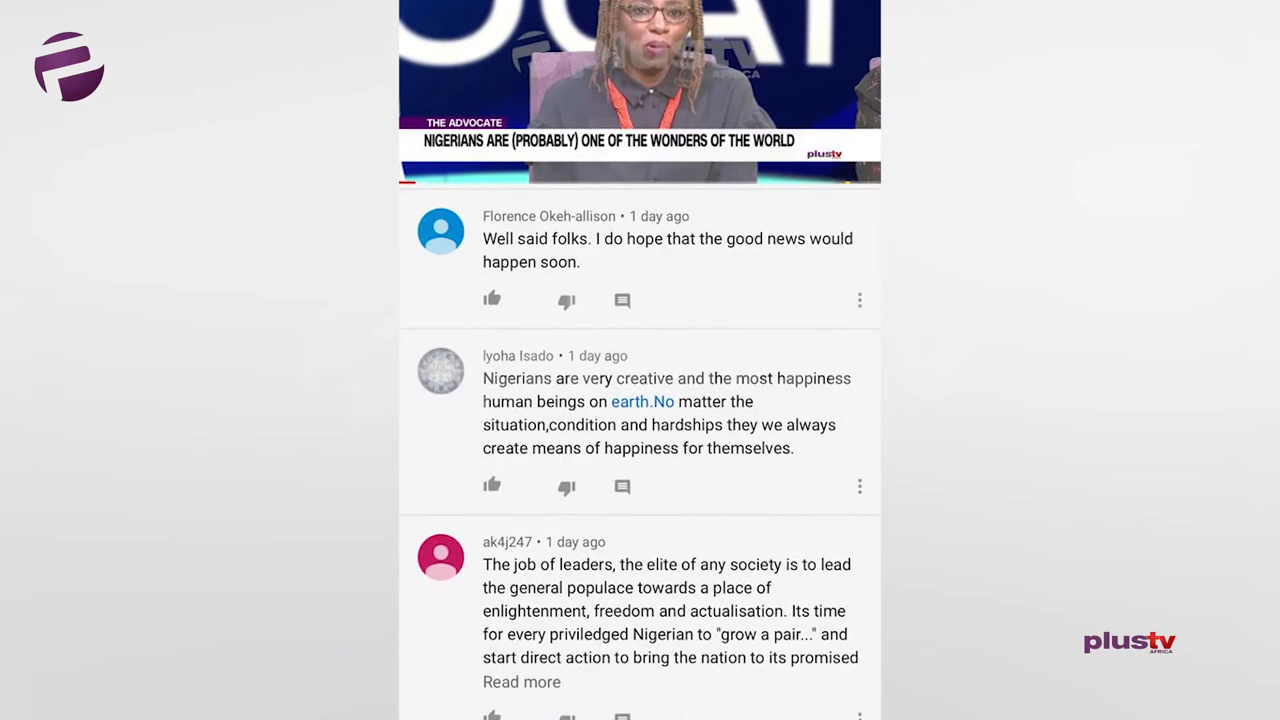 THE ADVOCATE
NIGERIANS ARE (PROBABLY) ONE OF THE WONDERS OF THE WORLD
plustv
Florence Okeh-allison • 1 day ago
Well said folks. I do hope that the good news would
happen soon.
Iyoha Isado • 1 day ago
Nigerians are very creative and the most happiness
human beings on earth.No matter the
situation,condition and hardships they we always
create means of happiness for themselves.
ak4j247 • 1 day ago
The job of leaders, the elite of any society is to lead
the general populace towards a place of
enlightenment, freedom and actualisation. Its time
for every priviledged Nigerian to "grow a pair..." and
start direct action to bring the nation to its promised
Read more
plustv
AFRICA